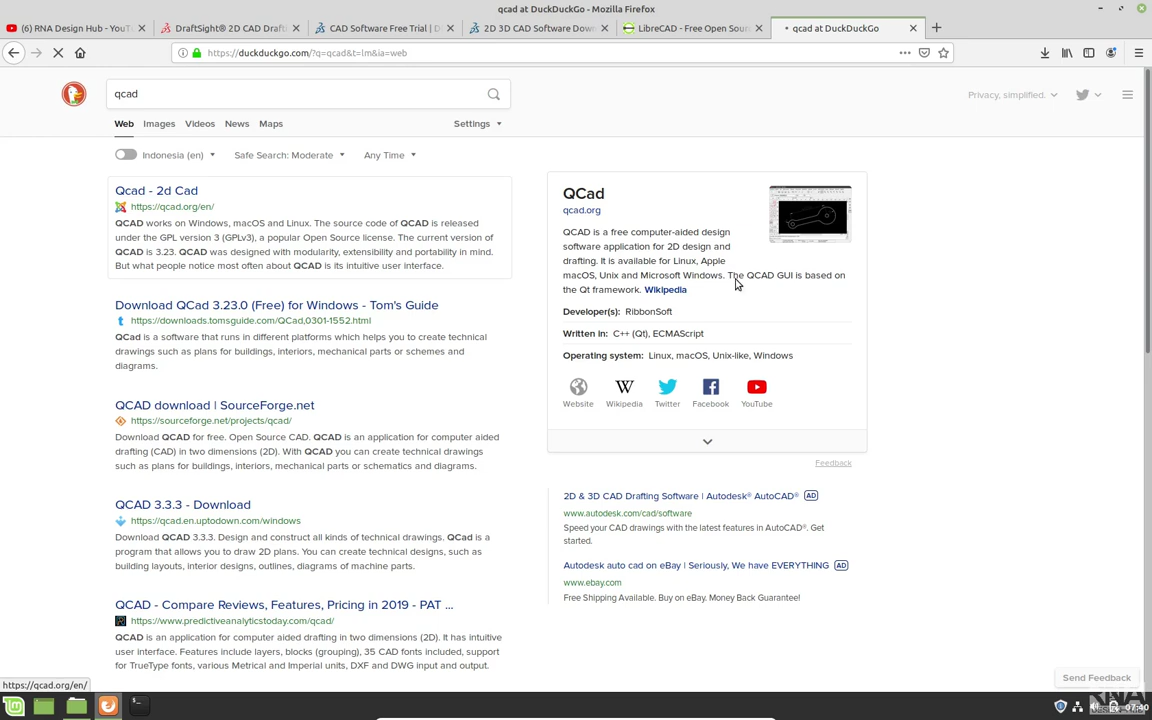 qcad at DuckDuckGo - Mozilla Firefox
(6) RNA Design Hub - YouT
DraftSight® 2D CAD Draft
CAD Software Free Trial | D
2D 3D CAD Software Down
LibreCAD - Free Open Sour
qcad at DuckDuckGo
https://duckduckgo.com/?q=qcad&t=lm&ia=web
qcad
Privacy, simplified.
Web
Images
Videos
News
Maps
Settings
Indonesia (en)
Safe Search: Moderate
Any Time
Qcad - 2d Cad
https://qcad.org/en/
QCAD works on Windows, macOS and Linux. The source code of QCAD is released
under the GPL version 3 (GPLv3), a popular Open Source license. The current version of
QCAD is 3.23. QCAD was designed with modularity, extensibility and portability in mind.
But what people notice most often about QCAD is its intuitive user interface.
Download QCad 3.23.0 (Free) for Windows - Tom's Guide
https://downloads.tomsguide.com/QCad,0301-1552.html
QCad is a software that runs in different platforms which helps you to create technical
drawings such as plans for buildings, interiors, mechanical parts or schemes and
diagrams.
QCAD download | SourceForge.net
https://sourceforge.net/projects/qcad/
Download QCAD for free. Open Source CAD. QCAD is an application for computer aided
drafting (CAD) in two dimensions (2D). With QCAD you can create technical drawings
such as plans for buildings, interiors, mechanical parts or schematics and diagrams.
QCAD 3.3.3 - Download
https://qcad.en.uptodown.com/windows
Download QCAD 3.3.3. Design and construct all kinds of technical drawings. QCad is a
program that allows you to draw 2D plans. You can create technical designs, such as
building layouts, interior designs, outlines, diagrams of machine parts.
QCAD - Compare Reviews, Features, Pricing in 2019 - PAT ...
https://www.predictiveanalyticstoday.com/qcad/
QCAD is an application for computer aided drafting in two dimensions (2D). It has intuitive
user interface. Features include layers, blocks (grouping), 35 CAD fonts included, support
for TrueType fonts, various Metrical and Imperial units, DXF and DWG input and output.
QCad
qcad.org
QCAD is a free computer-aided design
software application for 2D design and
drafting. It is available for Linux, Apple
macOS, Unix and Microsoft Windows. The QCAD GUI is based on
the Qt framework. Wikipedia
Developer(s): RibbonSoft
Written in: C++ (Qt), ECMAScript
Operating system: Linux, macOS, Unix-like, Windows
Website
Wikipedia
Twitter
Facebook
YouTube
Feedback
2D & 3D CAD Drafting Software | Autodesk® AutoCAD® AD
www.autodesk.com/cad/software
Speed your CAD drawings with the latest features in AutoCAD®. Get
started.
Autodesk auto cad on eBay | Seriously, We have EVERYTHING AD
www.ebay.com
Free Shipping Available. Buy on eBay. Money Back Guarantee!
Send Feedback
https://qcad.org/en/
RNA
07:40